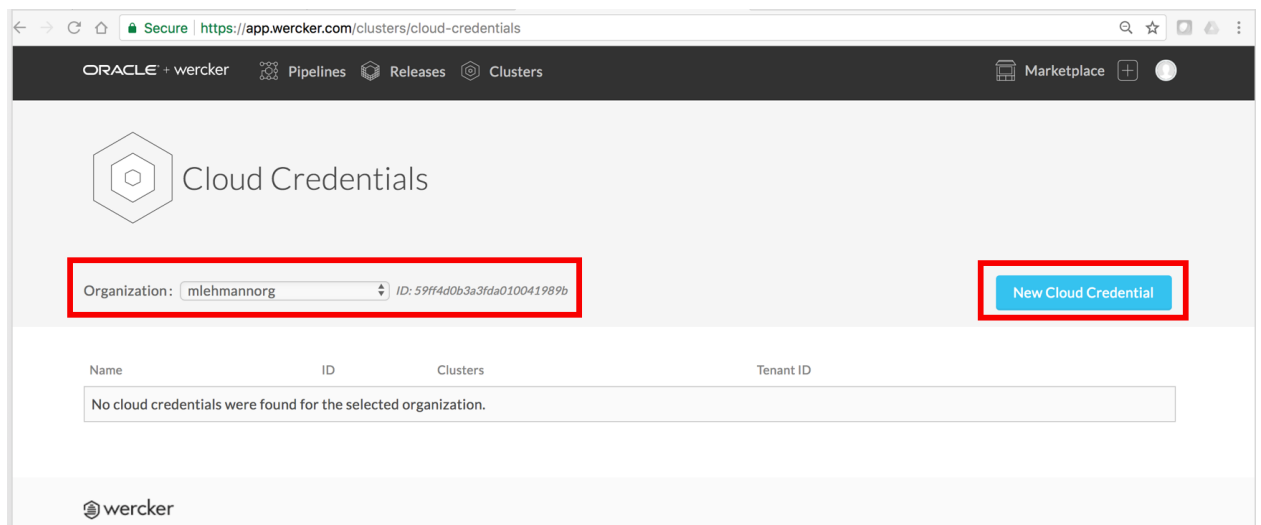 Secure https://app.wercker.com/clusters/cloud-credentials
ORACLE + wercker Pipelines Releases Clusters Marketplace
Cloud Credentials
Organization: mlehmannorg ID: 59ff4d0b3a3fda010041989b New Cloud Credential
Name ID Clusters Tenant ID
No cloud credentials were found for the selected organization.
wercker